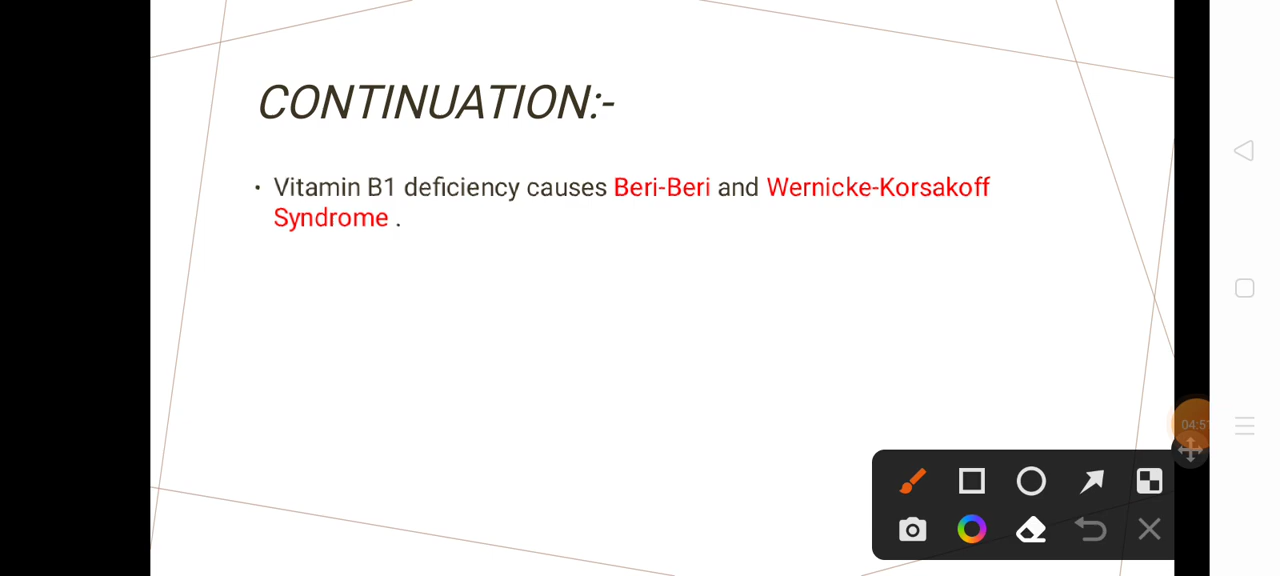 CONTINUATION:-
• Vitamin B1 deficiency causes Beri-Beri and Wernicke-Korsakoff
Syndrome .